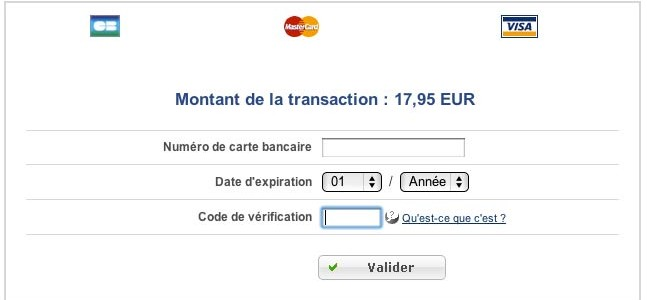 CB MasterCard VISA
Montant de la transaction : 17,95 EUR
Numéro de carte bancaire
Date d'expiration 01 / Année
Code de vérification Qu'est-ce que c'est ?
Valider